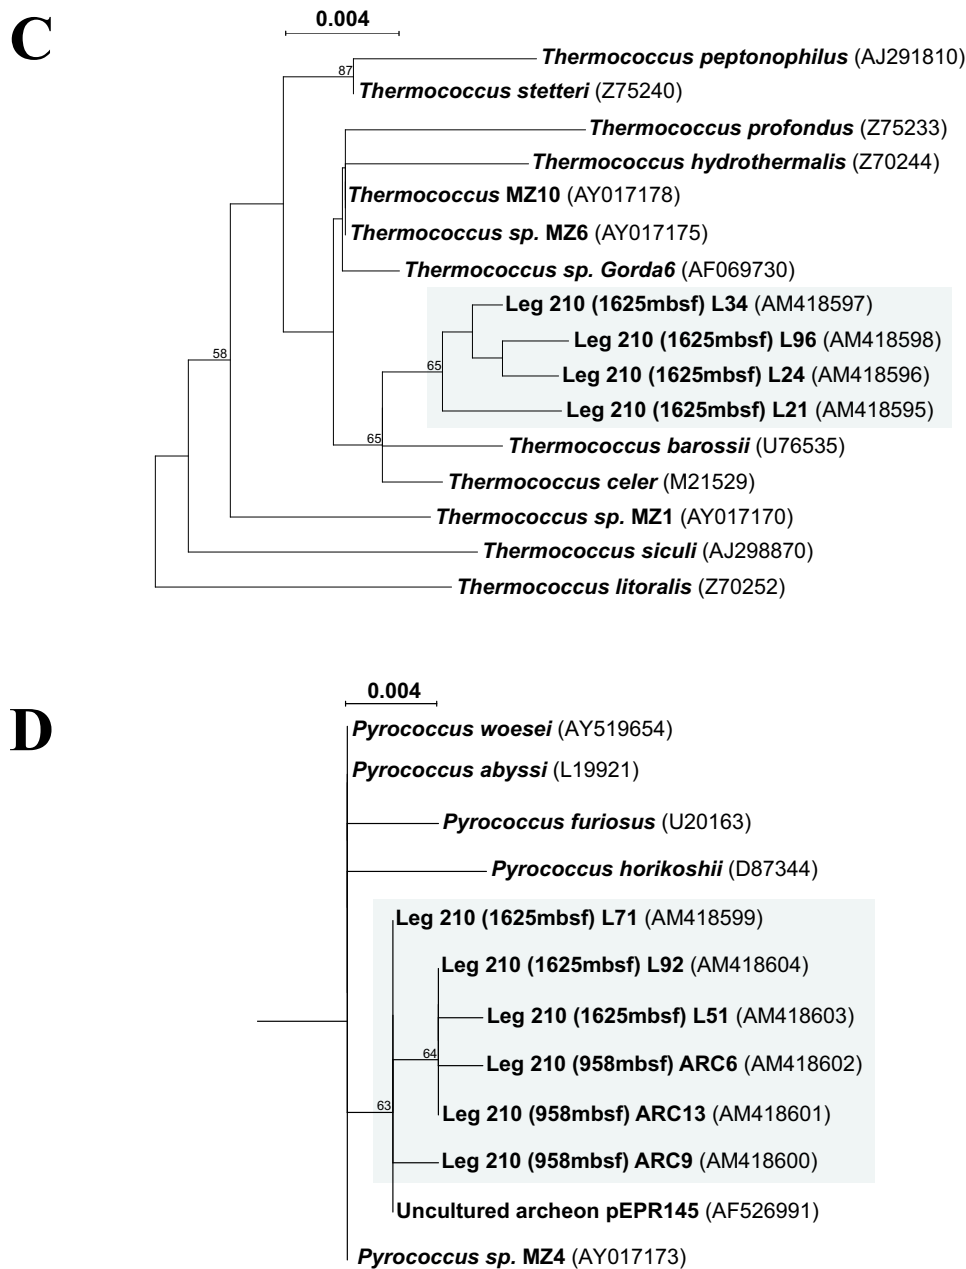 C
0.004
Thermococcus peptonophilus (AJ291810)
87
Thermococcus stetteri (Z75240)
Thermococcus profondus (Z75233)
Thermococcus hydrothermalis (Z70244)
Thermococcus MZ10 (AY017178)
Thermococcus sp. MZ6 (AY017175)
Thermococcus sp. Gorda6 (AF069730)
Leg 210 (1625mbsf) L34 (AM418597)
Leg 210 (1625mbsf) L96 (AM418598)
58
65
Leg 210 (1625mbsf) L24 (AM418596)
Leg 210 (1625mbsf) L21 (AM418595)
65
Thermococcus barossii (U76535)
Thermococcus celer (M21529)
Thermococcus sp. MZ1 (AY017170)
Thermococcus siculi (AJ298870)
Thermococcus litoralis (Z70252)
D
0.004
Pyrococcus woesei (AY519654)
Pyrococcus abyssi (L19921)
Pyrococcus furiosus (U20163)
Pyrococcus horikoshii (D87344)
Leg 210 (1625mbsf) L71 (AM418599)
Leg 210 (1625mbsf) L92 (AM418604)
Leg 210 (1625mbsf) L51 (AM418603)
64
Leg 210 (958mbsf) ARC6 (AM418602)
63
Leg 210 (958mbsf) ARC13 (AM418601)
Leg 210 (958mbsf) ARC9 (AM418600)
Uncultured archeon pEPR145 (AF526991)
Pyrococcus sp. MZ4 (AY017173)